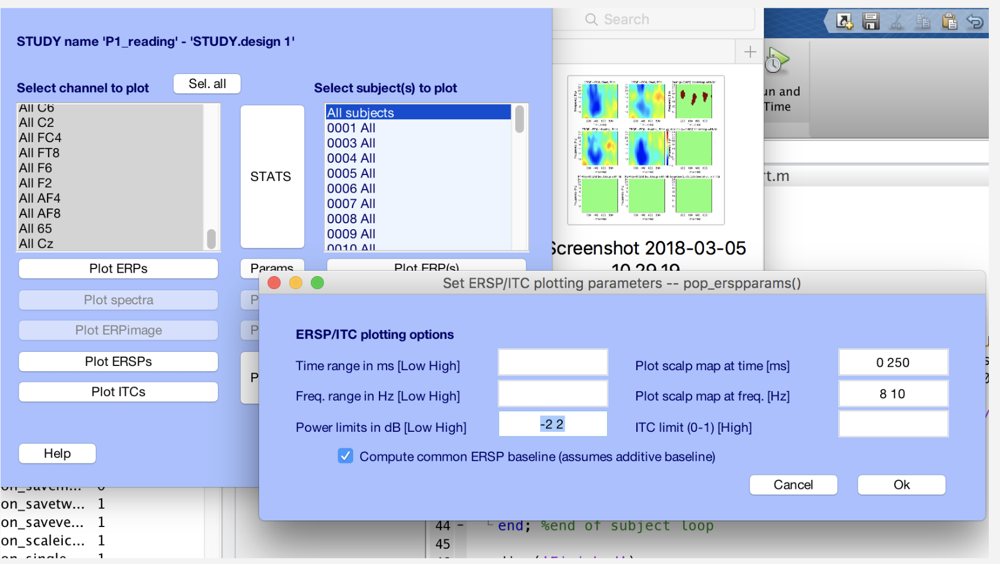 STUDY name 'P1_reading' - 'STUDY.design 1'
Select channel to plot
Sel. all
Select subject(s) to plot
All C6
All C2
All FC4
All FT8
All F6
All F2
All AF4
All AF8
All 65
All Cz
STATS
All subjects
0001 All
0003 All
0004 All
0005 All
0006 All
0007 All
0008 All
0009 All
0010 All
Plot ERPs
Params
Plot ERP(s)
Plot spectra
P
Plot ERPimage
P
Plot ERSPs
P
Plot ITCs
Help
Search
un and
Time
rt.m
Screenshot 2018-03-05
10.29.19
Set ERSP/ITC plotting parameters -- pop_erspparams()
ERSP/ITC plotting options
Time range in ms [Low High]
Plot scalp map at time [ms]
0 250
Freq. range in Hz [Low High]
Plot scalp map at freq. [Hz]
8 10
Power limits in dB [Low High]
-2 2
ITC limit (0-1) [High]
Compute common ERSP baseline (assumes additive baseline)
Cancel
Ok
on_savetw... 1
on_saveve... 1
on_scaleic... 1
44 - end; %end of subject loop
45